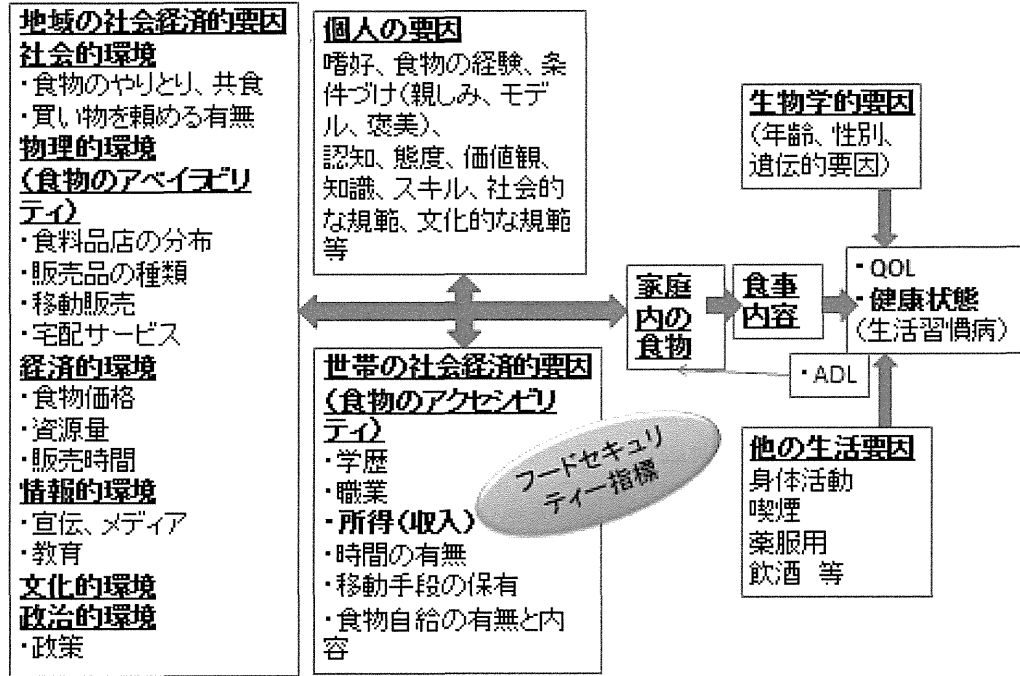 地域の社会経済的要因
社会的環境
・食物のやりとり、共食
・買い物を頼める有無
物理的環境
(食物のアベイラビリ
ティ)
・食料品店の分布
・販売品の種類
・移動販売
・宅配サービス
経済的環境
・食物価格
・資源量
・販売時間
情報的環境
・宣伝、メディア
・教育
文化的環境
政治的環境
・政策
個人の要因
嗜好、食物の経験、条
件づけ(親しみ、モデ
ル、褒美)、
認知、態度、価値観、
知識、スキル、社会的
な規範、文化的な規範
等
世帯の社会経済的要因
(食物のアクセシビリ
ティ)
・学歴
・職業
・所得(収入)
・時間の有無
・移動手段の保有
・食物自給の有無と内
容
フードセキュリ
ティー指標
家庭
内の
食物
食事
内容
生物学的要因
(年齢、性別、
遺伝的要因)
・QOL
・健康状態
(生活習慣病)
・ADL
他の生活要因
身体活動
喫煙
薬服用
飲酒 等